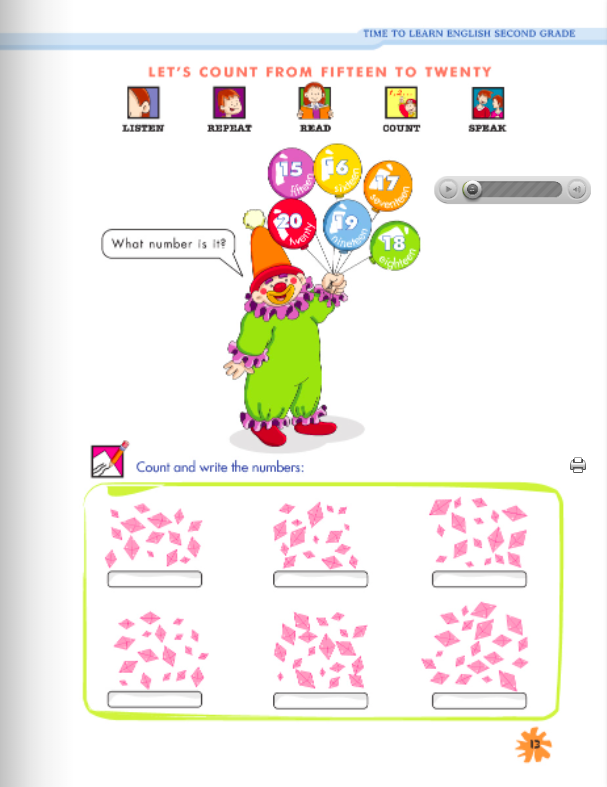 TIME TO LEARN ENGLISH SECOND GRADE
LET'S COUNT FROM FIFTEEN TO TWENTY
LISTEN
REPEAT
READ
1,2...
COUNT
SPEAK
15
fifteen
16
sixteen
17
seventeen
20
twenty
19
nineteen
18
eighteen
What number is it?
Count and write the numbers:
13